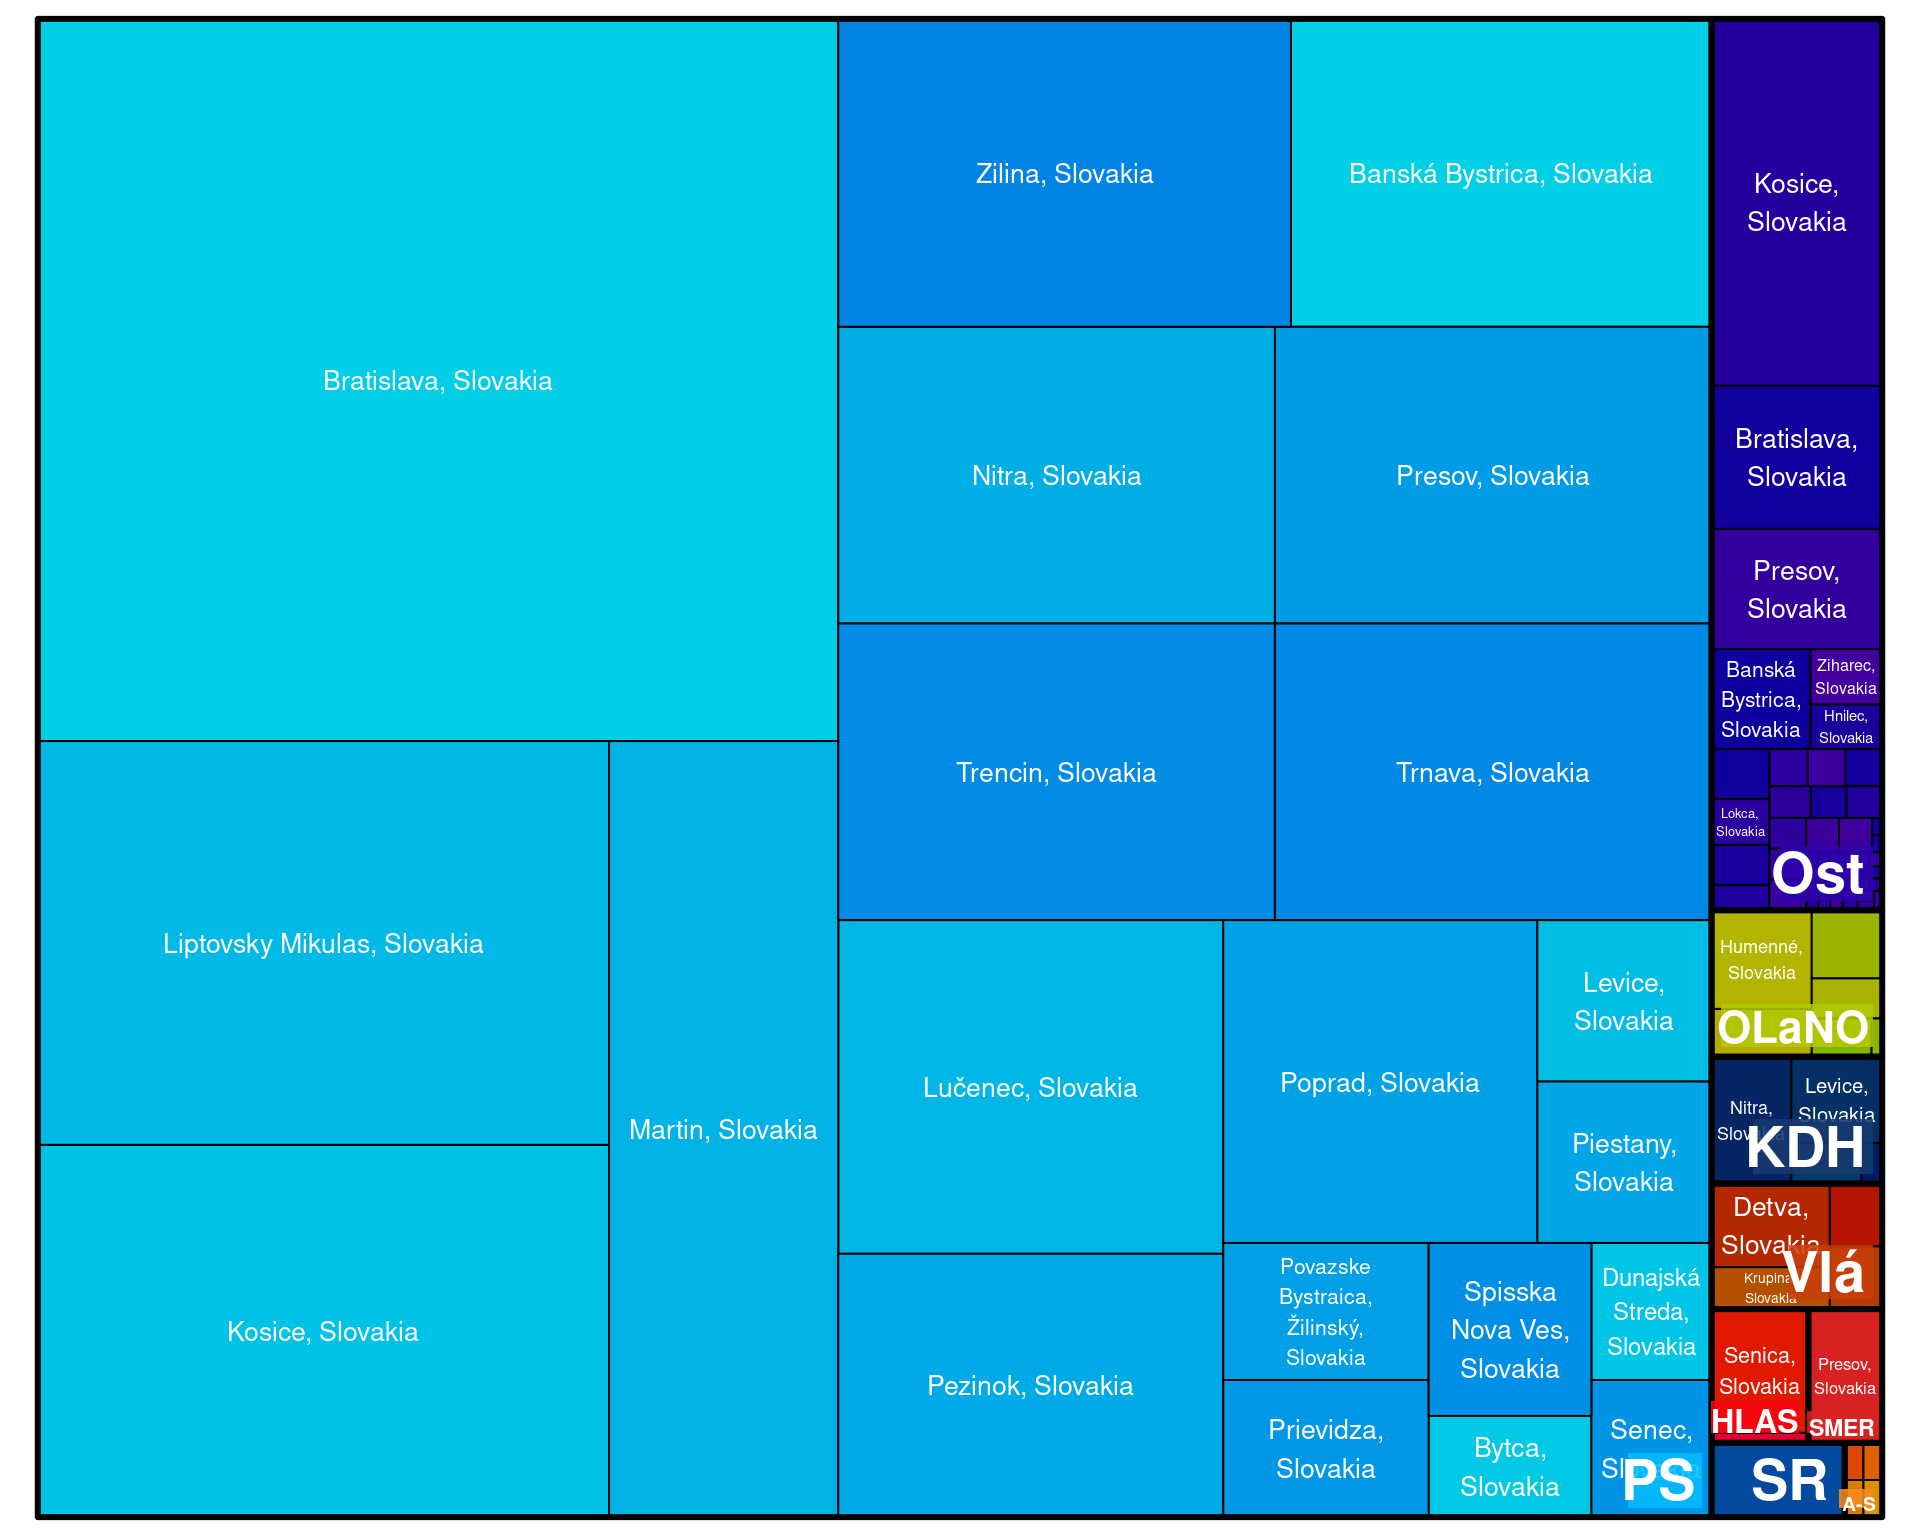 Bratislava, Slovakia
Liptovsky Mikulas, Slovakia
Kosice, Slovakia
Martin, Slovakia
Zilina, Slovakia
Banská Bystrica, Slovakia
Nitra, Slovakia
Presov, Slovakia
Trencin, Slovakia
Trnava, Slovakia
Lučenec, Slovakia
Pezinok, Slovakia
Poprad, Slovakia
Levice,
Slovakia
Piestany,
Slovakia
Povazske
Bystraica,
Žilinský,
Slovakia
Prievidza,
Slovakia
Spisska
Nova Ves,
Slovakia
Bytca,
Slovakia
Dunajská
Streda,
Slovakia
Senec,
PS
Kosice,
Slovakia
Bratislava,
Slovakia
Presov,
Slovakia
Banská
Bystrica,
Slovakia
Ziharec,
Slovakia
Hnilec,
Slovakia
Lokca,
Slovakia
Ost
Humenné,
Slovakia
OLaNO
Nitra,
Levice,
Slovakia
KDH
Detva,
Slovakia
Krupina,
Slovakia
Vlá
Senica,
Slovakia
HLAS
Presov,
Slovakia
SMER
SR
A-S